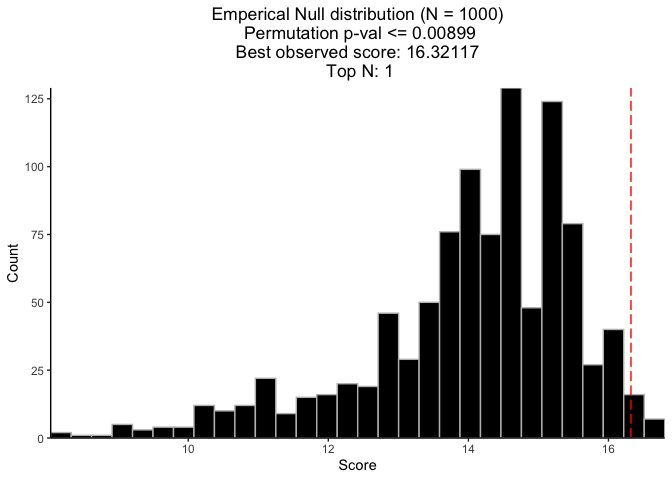 Emperical Null distribution (N = 1000)
Permutation p-val <= 0.00899
Best observed score: 16.32117
Top N: 1
125
100
75
50
25
0
Count
10
12
14
16
Score